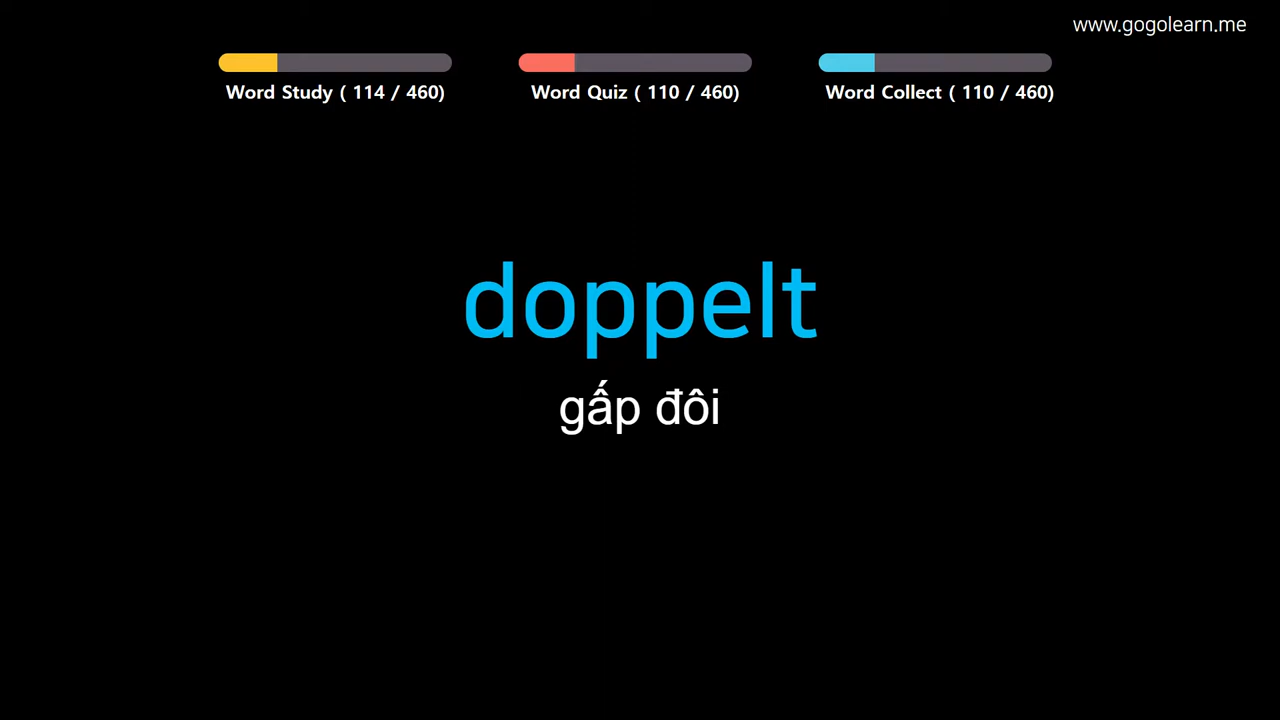 www.gogolearn.me
Word Study ( 114 / 460)
Word Quiz ( 110 / 460)
Word Collect ( 110 / 460)
doppelt
gấp đôi